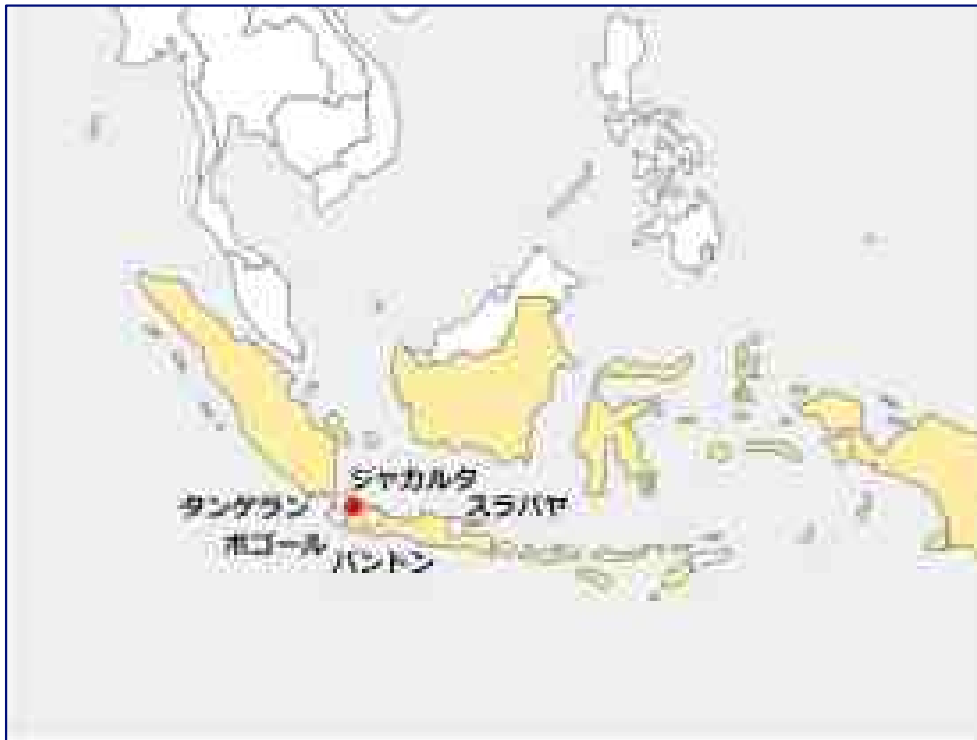 ジャカルタ
タンゲラン
スラバヤ
ボゴール
バンドン